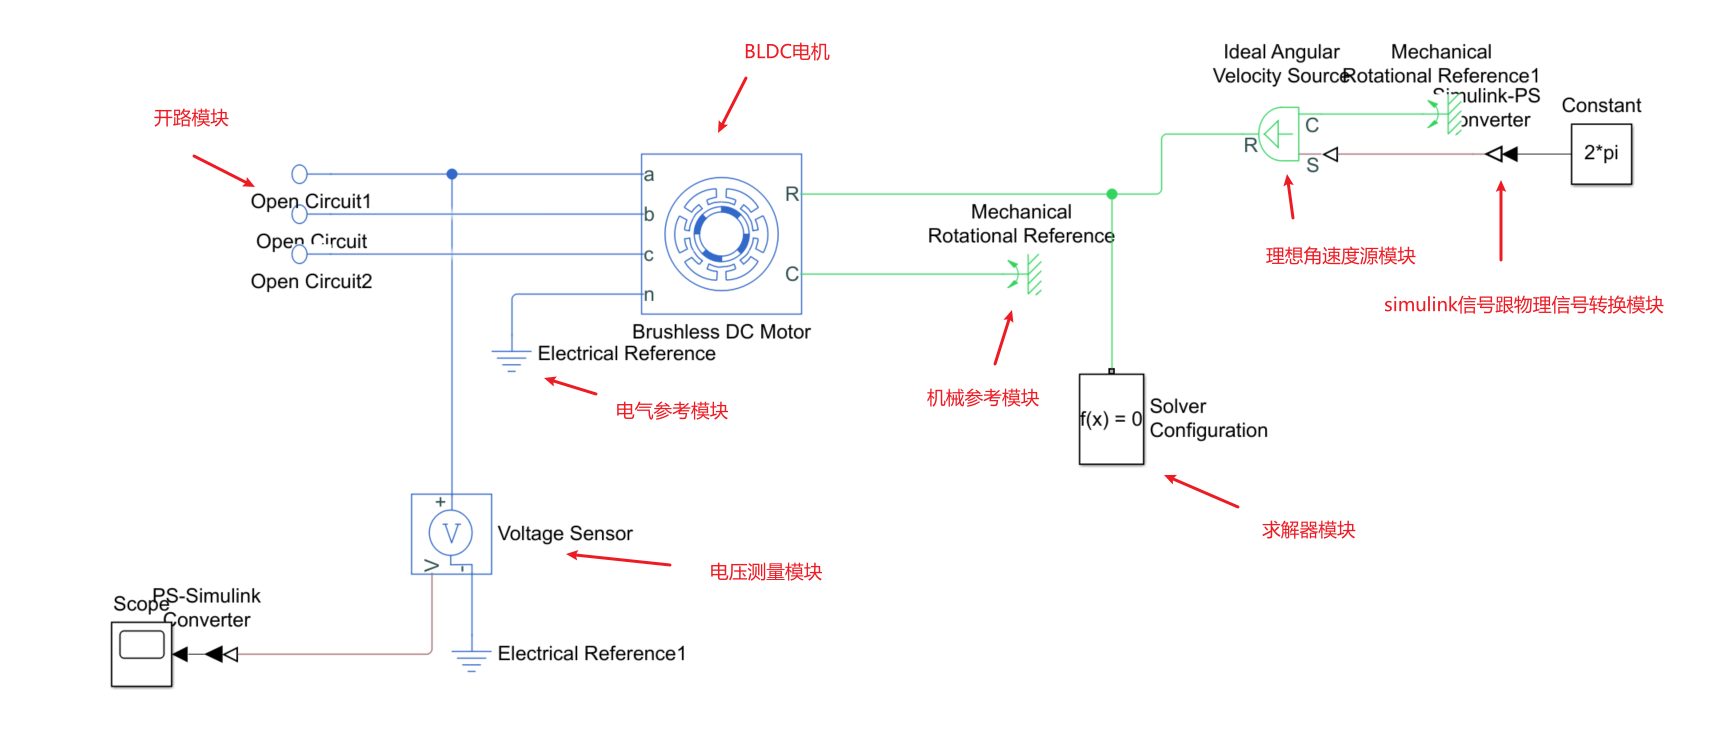 BLDC电机
Ideal Angular
Velocity Source
Mechanical
Rotational Reference1
Simulink-PS
Converter
Constant
2*pi
开路模块
C
R
S
a
Open Circuit1
R
b
Open Circuit
Mechanical
Rotational Reference
理想角速度源模块
c
C
Open Circuit2
n
simulink信号跟物理信号转换模块
Brushless DC Motor
Electrical Reference
机械参考模块
电气参考模块
f(x) = 0
Solver
Configuration
+
V
Voltage Sensor
V
-
求解器模块
电压测量模块
Scope
PS-Simulink
Converter
Electrical Reference1